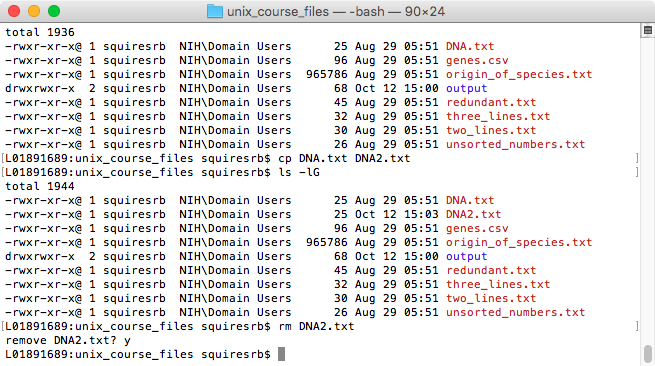 unix_course_files — -bash — 90×24
total 1936
-rwxr-xr-x@ 1 squiresrb  NIH\Domain Users      25 Aug 29 05:51 DNA.txt
-rwxr-xr-x@ 1 squiresrb  NIH\Domain Users      96 Aug 29 05:51 genes.csv
-rwxr-xr-x@ 1 squiresrb  NIH\Domain Users  965786 Aug 29 05:51 origin_of_species.txt
drwxrwxr-x  2 squiresrb  NIH\Domain Users      68 Oct 12 15:00 output
-rwxr-xr-x@ 1 squiresrb  NIH\Domain Users      45 Aug 29 05:51 redundant.txt
-rwxr-xr-x@ 1 squiresrb  NIH\Domain Users      32 Aug 29 05:51 three_lines.txt
-rwxr-xr-x@ 1 squiresrb  NIH\Domain Users      30 Aug 29 05:51 two_lines.txt
-rwxr-xr-x@ 1 squiresrb  NIH\Domain Users      26 Aug 29 05:51 unsorted_numbers.txt
[L01891689:unix_course_files squiresrb$ cp DNA.txt DNA2.txt ]
[L01891689:unix_course_files squiresrb$ ls -lG ]
total 1944
-rwxr-xr-x@ 1 squiresrb  NIH\Domain Users      25 Aug 29 05:51 DNA.txt
-rwxr-xr-x@ 1 squiresrb  NIH\Domain Users      25 Oct 12 15:03 DNA2.txt
-rwxr-xr-x@ 1 squiresrb  NIH\Domain Users      96 Aug 29 05:51 genes.csv
-rwxr-xr-x@ 1 squiresrb  NIH\Domain Users  965786 Aug 29 05:51 origin_of_species.txt
drwxrwxr-x  2 squiresrb  NIH\Domain Users      68 Oct 12 15:00 output
-rwxr-xr-x@ 1 squiresrb  NIH\Domain Users      45 Aug 29 05:51 redundant.txt
-rwxr-xr-x@ 1 squiresrb  NIH\Domain Users      32 Aug 29 05:51 three_lines.txt
-rwxr-xr-x@ 1 squiresrb  NIH\Domain Users      30 Aug 29 05:51 two_lines.txt
-rwxr-xr-x@ 1 squiresrb  NIH\Domain Users      26 Aug 29 05:51 unsorted_numbers.txt
[L01891689:unix_course_files squiresrb$ rm DNA2.txt ]
remove DNA2.txt? y
L01891689:unix_course_files squiresrb$